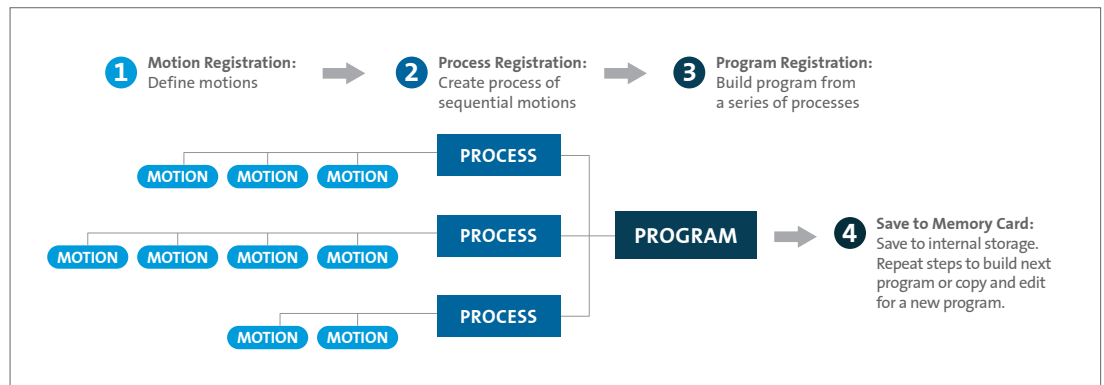 1 Motion Registration:
Define motions
2 Process Registration:
Create process of
sequential motions
3 Program Registration:
Build program from
a series of processes
PROCESS
MOTION MOTION MOTION
PROCESS
MOTION MOTION MOTION MOTION
PROGRAM
4 Save to Memory Card:
Save to internal storage.
Repeat steps to build next
program or copy and edit
for a new program.
PROCESS
MOTION MOTION